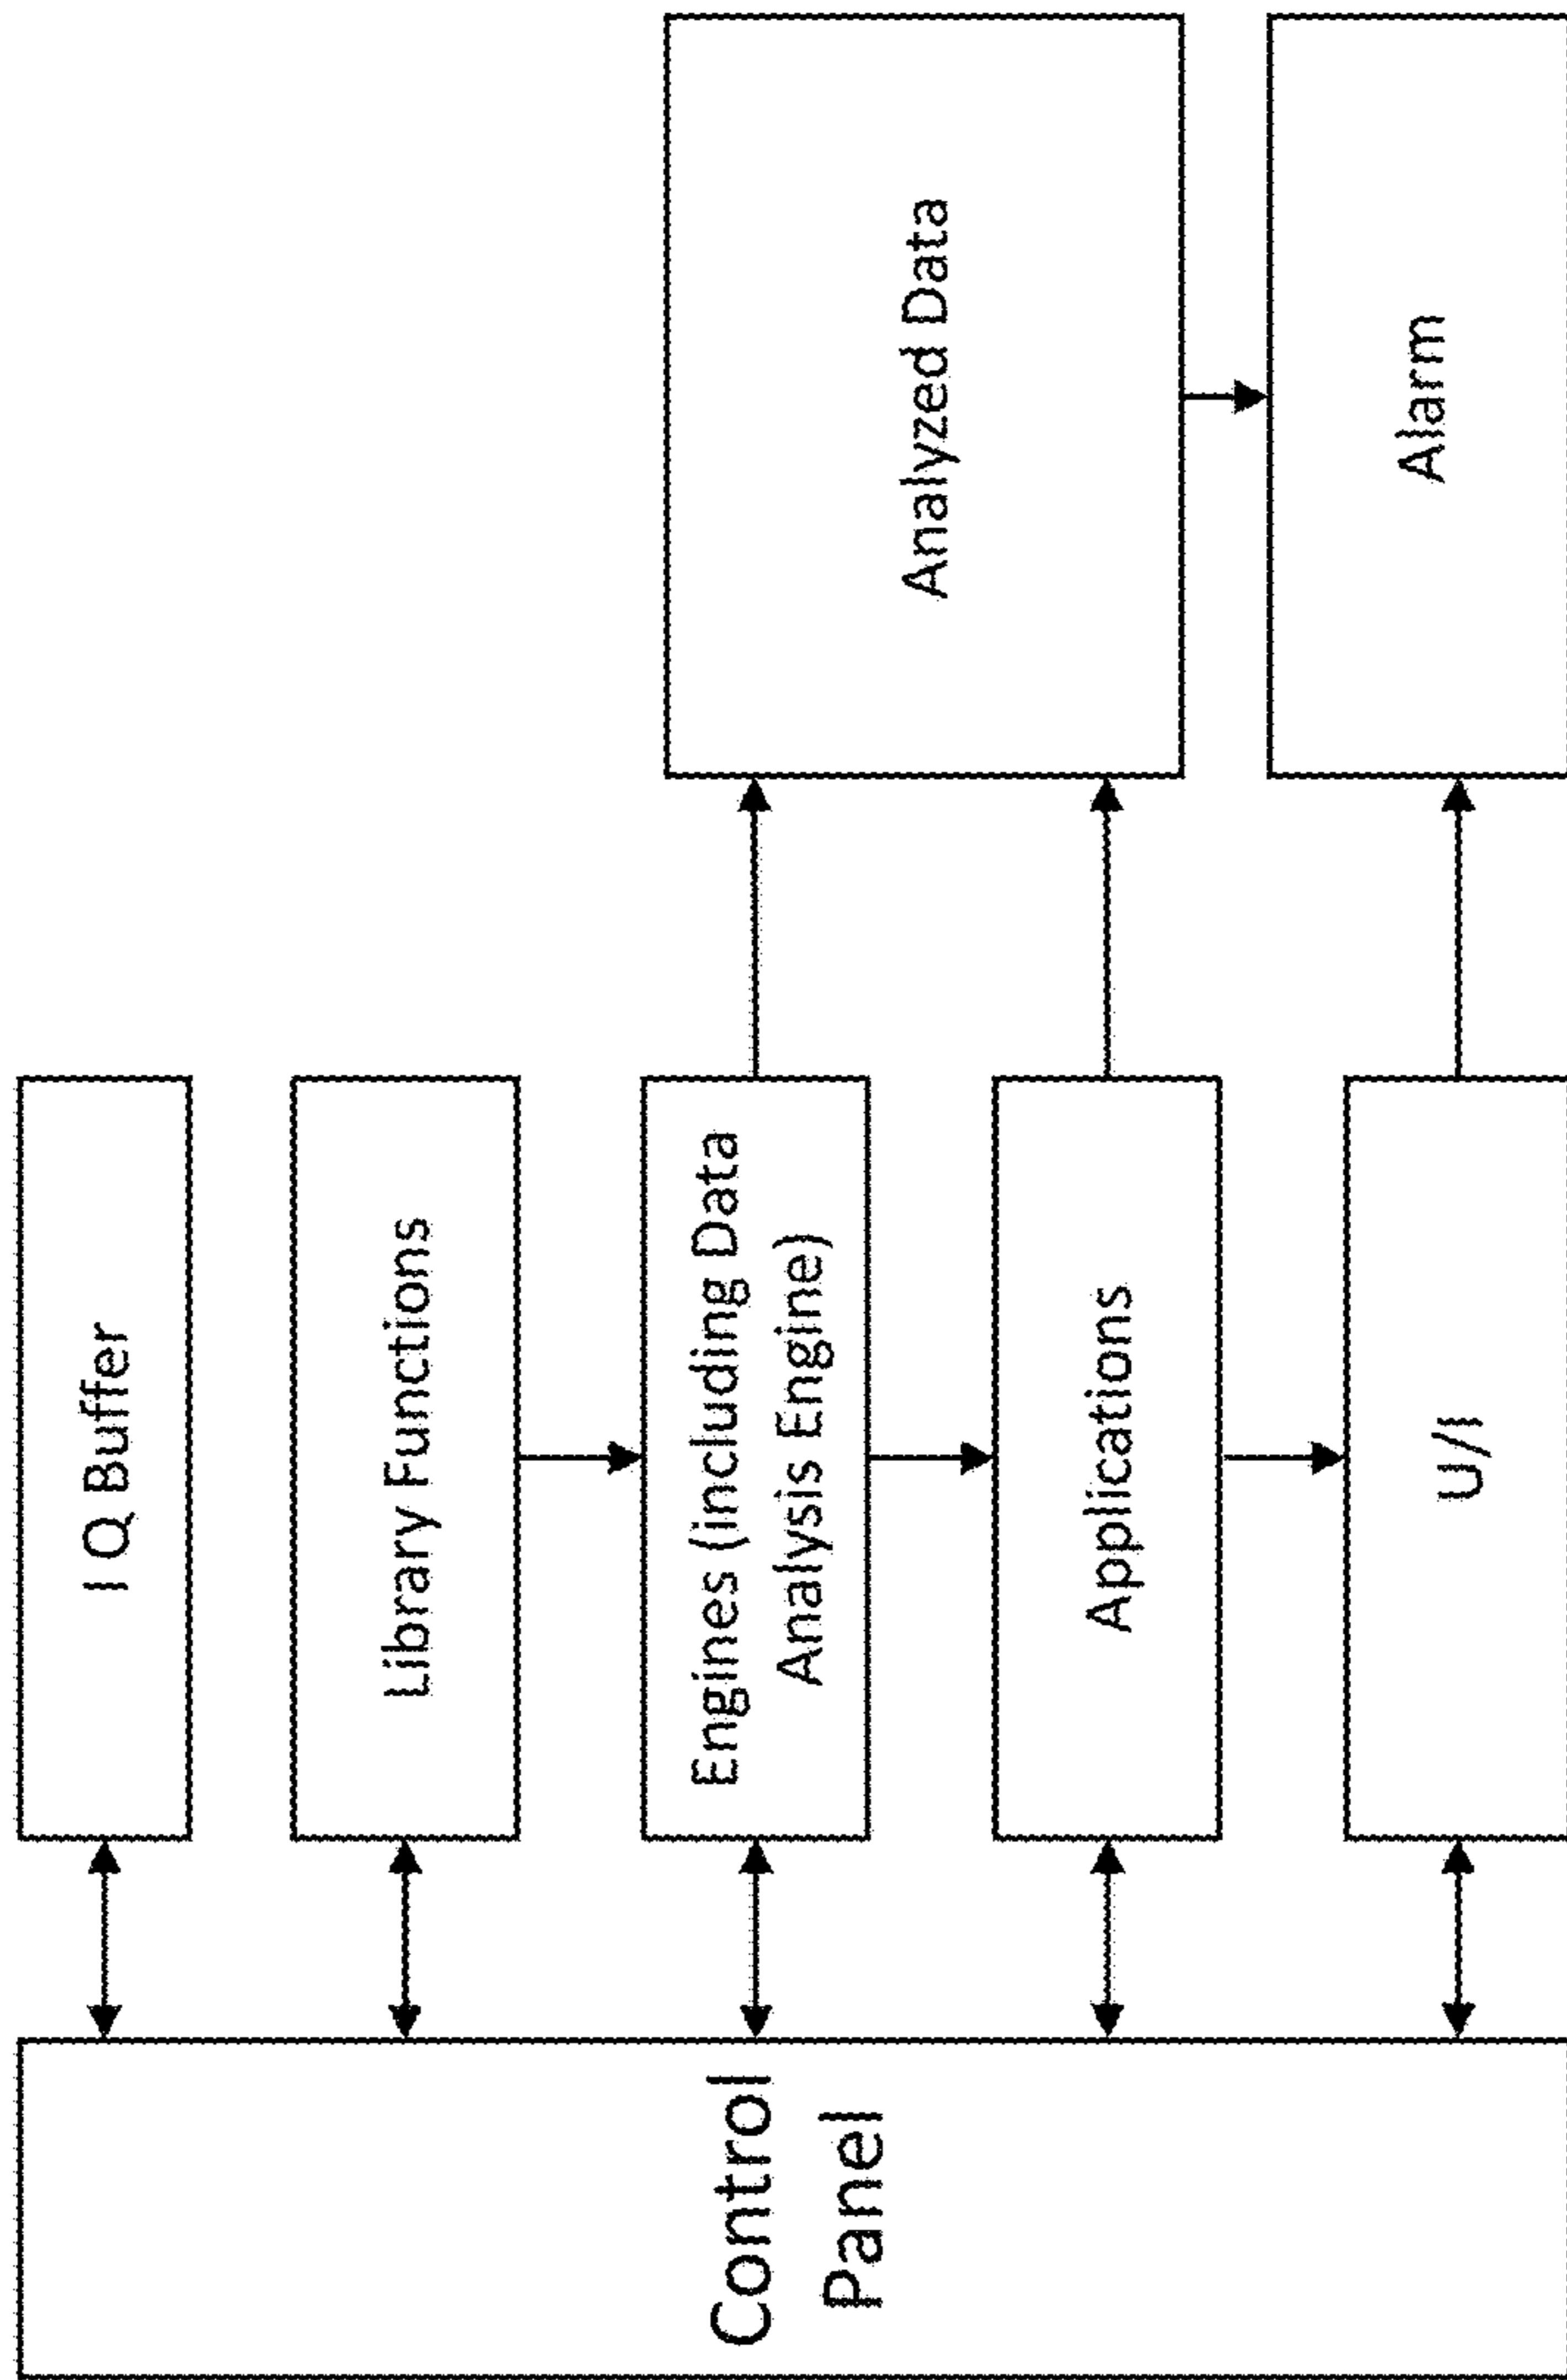 Control
Panel
I Q Buffer
Library Functions
Engines (including Data
Analysis Engine)
Applications
U/I
Analyzed Data
Alarm